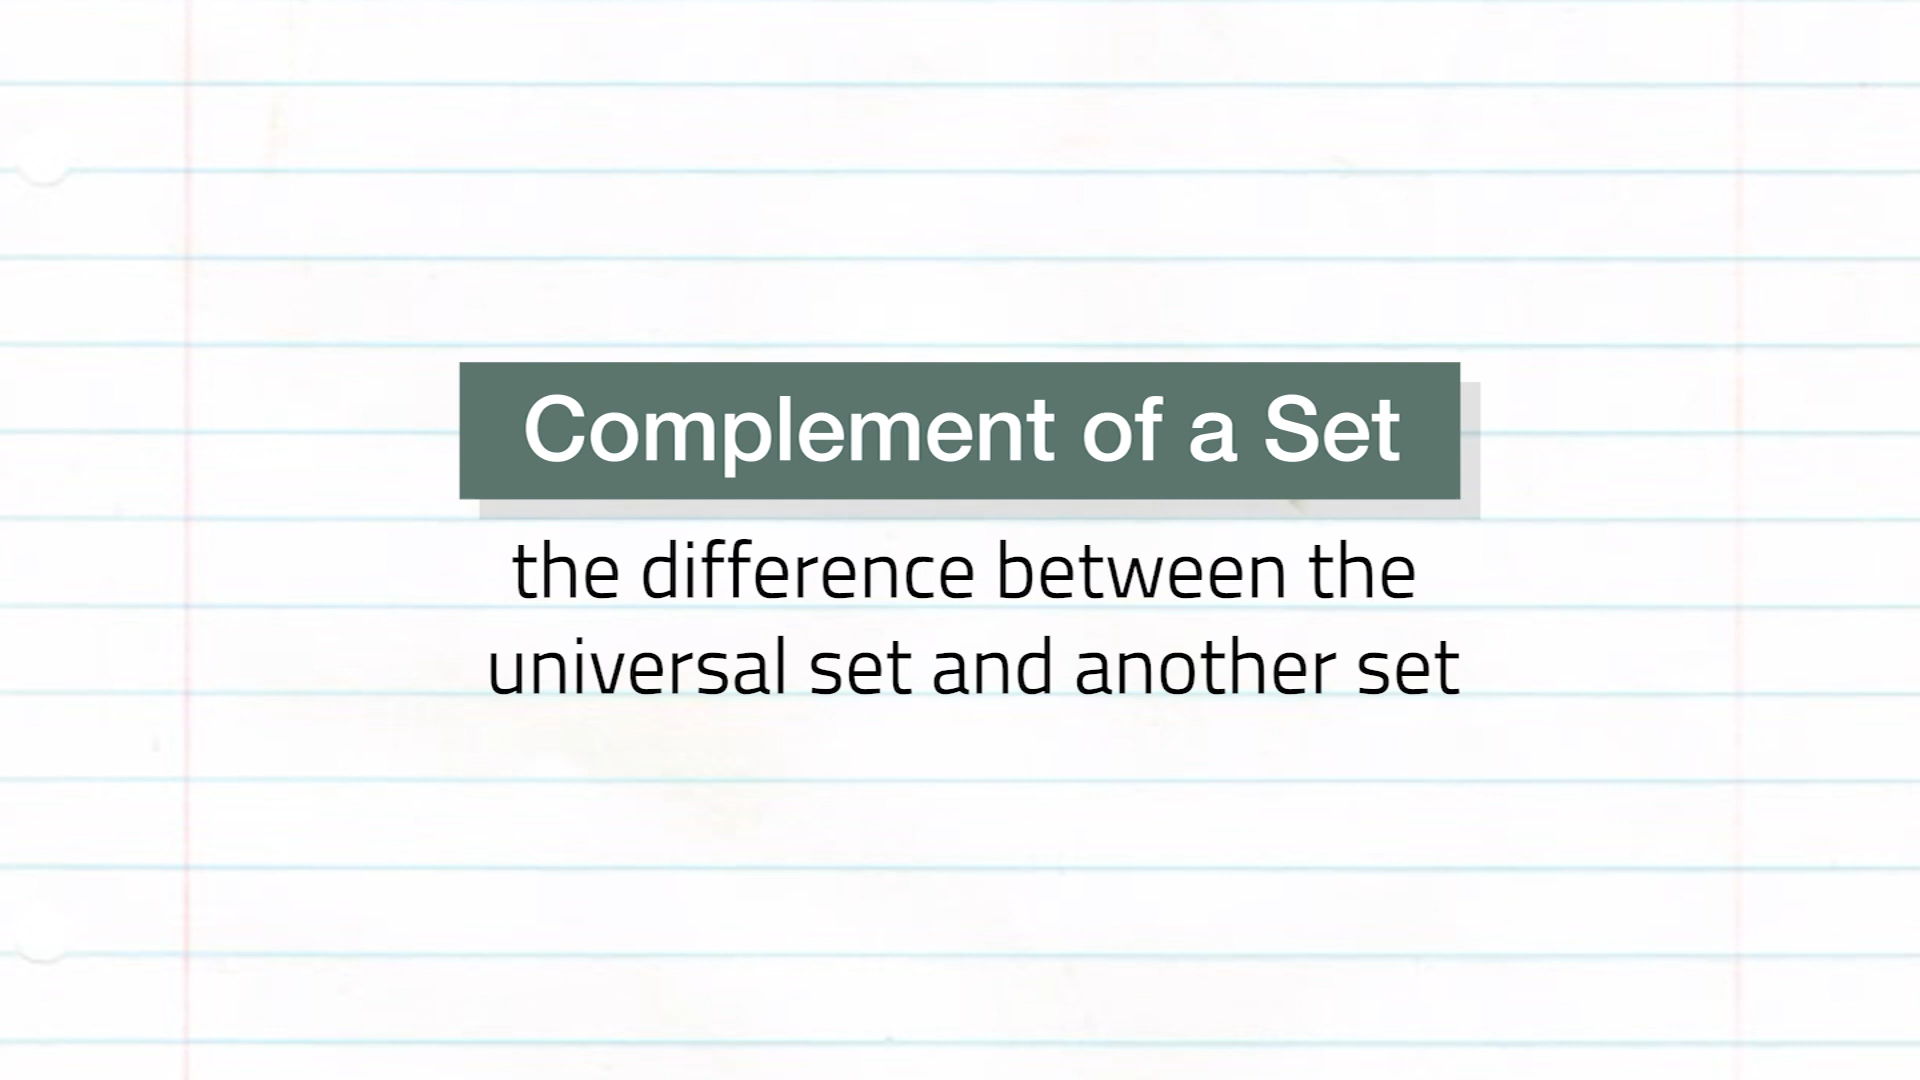 Complement of a Set
the difference between the
universal set and another set